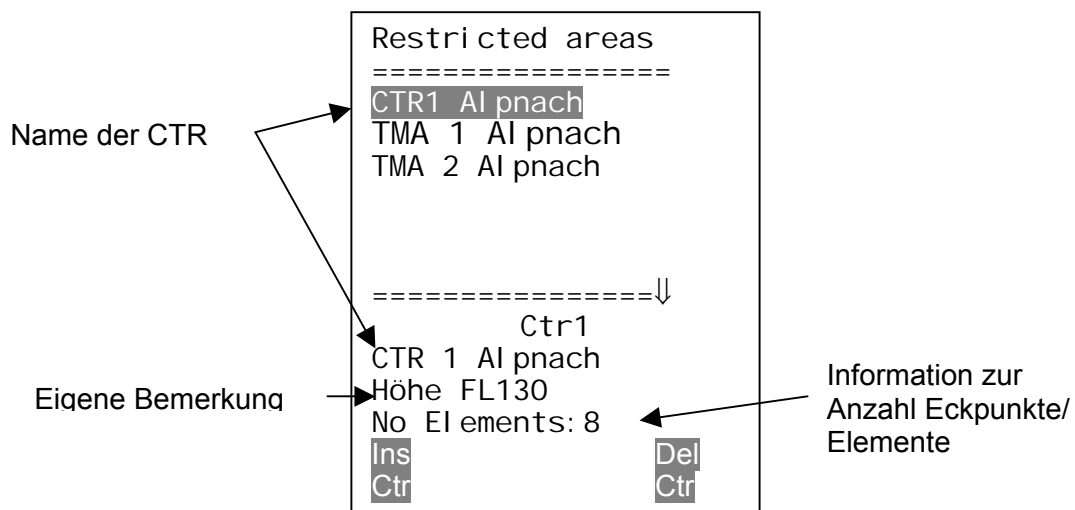 Restricted areas
=================
CTR1 Alpnach
TMA 1 Alpnach
TMA 2 Alpnach
================⇓
Ctr1
CTR 1 Alpnach
Höhe FL130
No Elements:8
Ins Del
Ctr Ctr
Name der CTR
Eigene Bemerkung
Information zur
Anzahl Eckpunkte/
Elemente